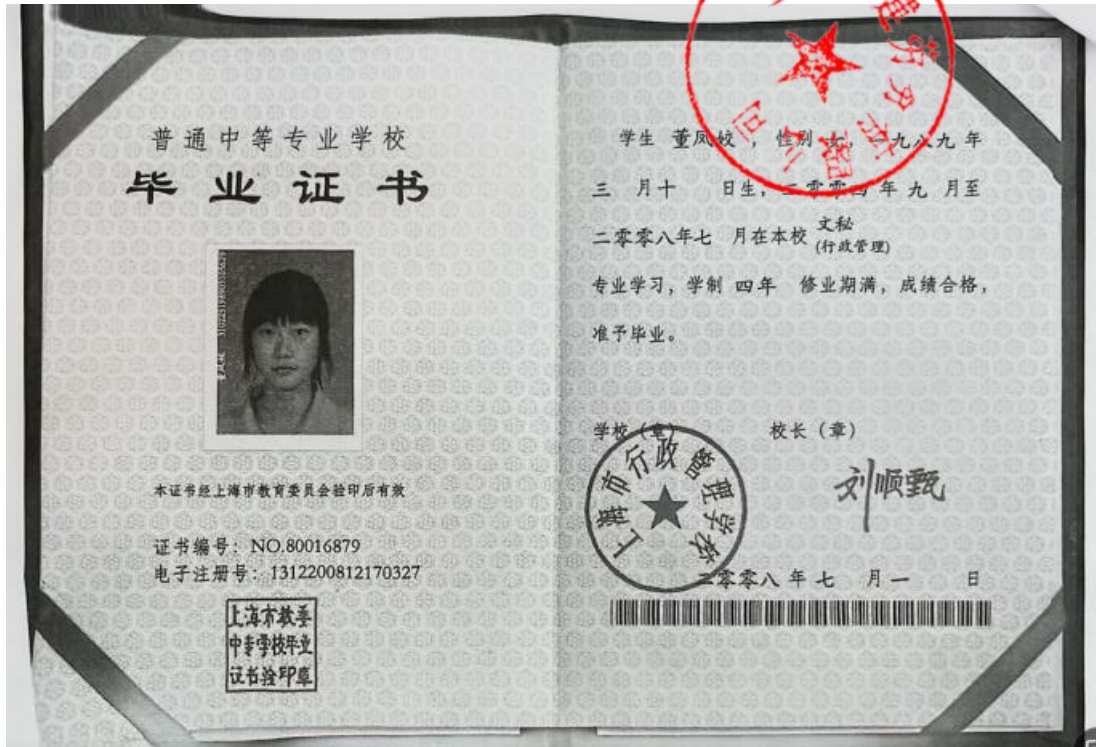 普通中等专业学校
毕业证书
本证书经上海市教育委员会验印后有效
证书编号：NO.80016879
电子注册号：1312200812170327
上海市教委
中专学校毕业
证书验印章
学生 董凤姣，性别 女， 九八九 年
三 月十 日生，二零零四 年 九 月至
二零零八年七 月在本校 文秘
(行政管理)
专业学习，学制 四年 修业期满，成绩合格，
准予毕业。
学校（章） 校长（章）
上海市行政管理学校
刘顺甄
二零零八 年 七 月 一 日